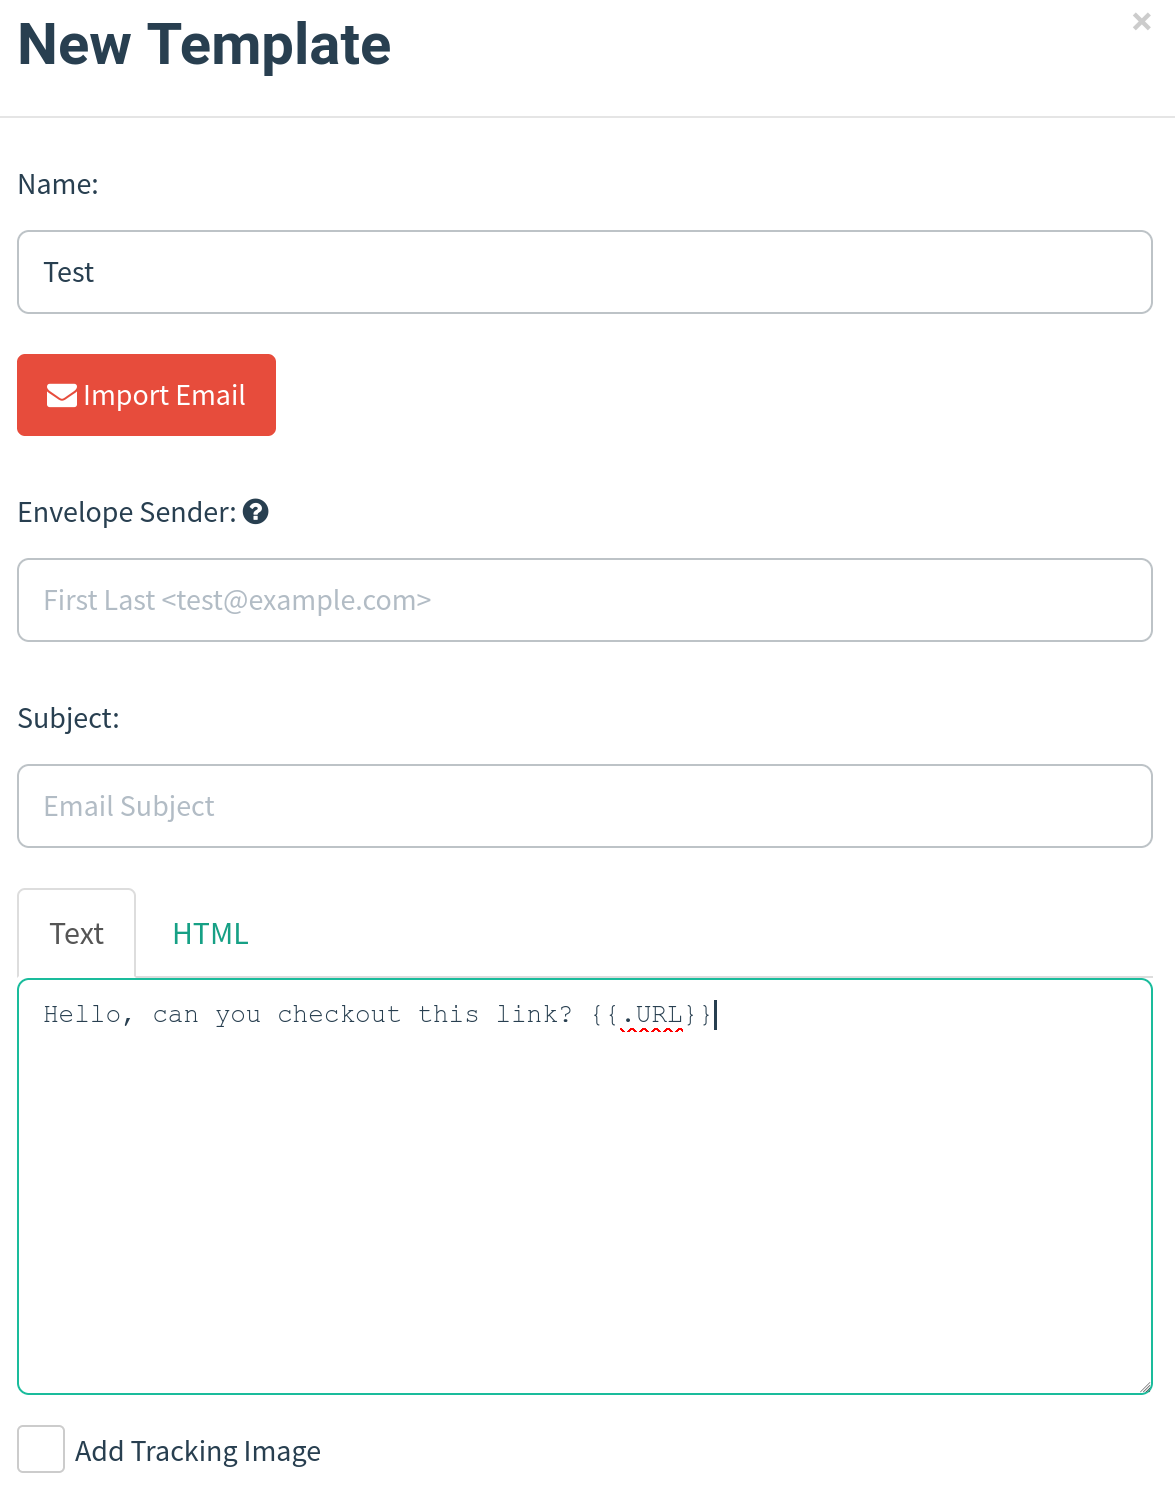 New Template
×
Name:
Test
Import Email
Envelope Sender: ?
First Last <test@example.com>
Subject:
Email Subject
Text HTML
Hello, can you checkout this link? {{.URL}}
Add Tracking Image